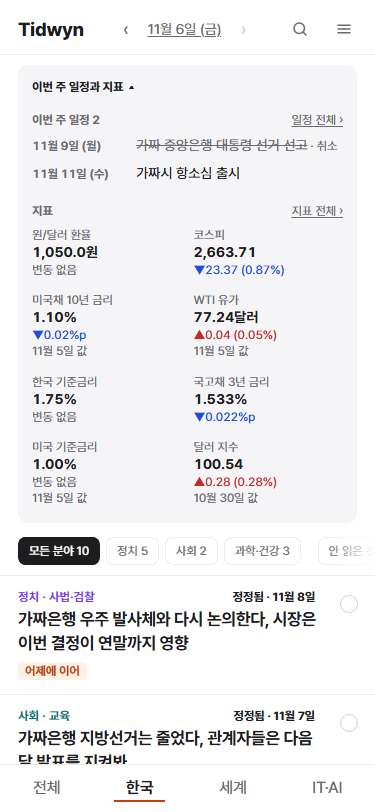 Tidwyn
‹ 11월 6일 (금) ›
이번 주 일정과 지표 ▲
이번 주 일정 2 일정 전체 ›
11월 9일 (월) 가짜 중앙은행 대통령 선거 선고 · 취소
11월 11일 (수) 가짜시 항소심 출시
지표 지표 전체 ›
원/달러 환율
1,050.0원
변동 없음
코스피
2,663.71
▼23.37 (0.87%)
미국채 10년 금리
1.10%
▼0.02%p
11월 5일 값
WTI 유가
77.24달러
▲0.04 (0.05%)
11월 5일 값
한국 기준금리
1.75%
변동 없음
국고채 3년 금리
1.533%
▼0.022%p
미국 기준금리
1.00%
변동 없음
11월 5일 값
달러 지수
100.54
▲0.28 (0.28%)
10월 30일 값
모든 분야 10 정치 5 사회 2 과학·건강 3 안 읽은
정치 · 사법·검찰 정정됨 · 11월 8일
가짜은행 우주 발사체와 다시 논의한다, 시장은
이번 결정이 연말까지 영향
어제에 이어
사회 · 교육 정정됨 · 11월 7일
가짜은행 지방선거는 줄었다, 관계자들은 다음
달 발표를 지켜봐
전체 한국 세계 IT·AI